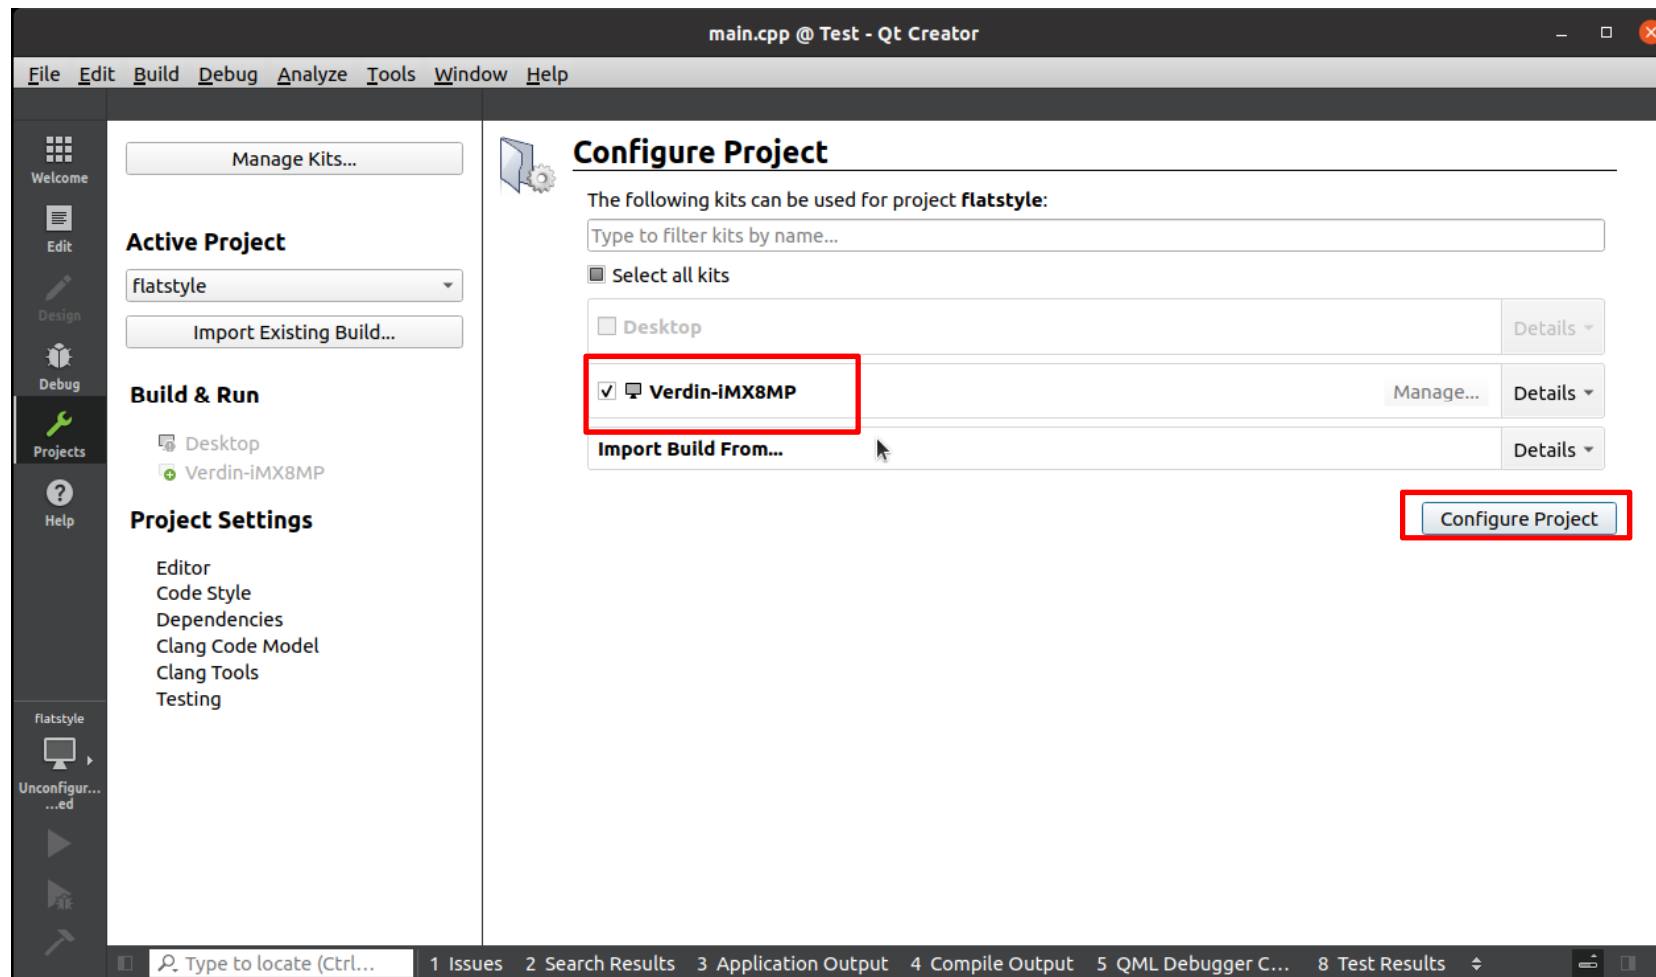 main.cpp @ Test - Qt Creator
File Edit Build Debug Analyze Tools Window Help
Welcome
Edit
Design
Debug
Projects
Help
flatstyle
Unconfigur...
...ed
Manage Kits...
Active Project
flatstyle
Import Existing Build...
Build & Run
Desktop
Verdin-iMX8MP
Project Settings
Editor
Code Style
Dependencies
Clang Code Model
Clang Tools
Testing
Configure Project
The following kits can be used for project flatstyle:
Type to filter kits by name...
Select all kits
Desktop Details
Verdin-iMX8MP Manage... Details
Import Build From... Details
Configure Project
Type to locate (Ctrl... 1 Issues 2 Search Results 3 Application Output 4 Compile Output 5 QML Debugger C... 8 Test Results